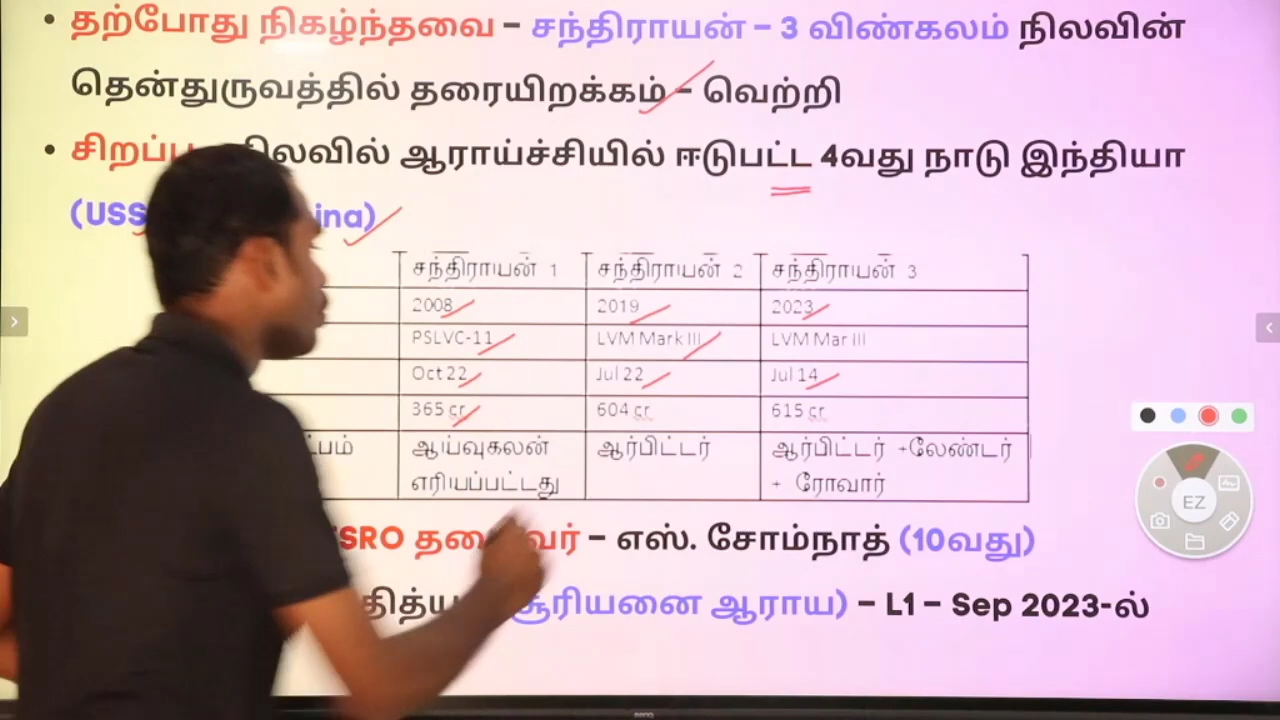 • தற்போது நிகழ்ந்தவை – சந்திராயன் – 3 விண்கலம் நிலவின்
தென்துருவத்தில் தரையிறக்கம் – வெற்றி
• ஆராய்ச்சியில் ஈடுபட்ட 4வது நாடு இந்தியா
சந்திராயன் 1 சந்திராயன் 2 சந்திராயன் 3
2008 2019 2023
PSLVC-11 LVM Mark III LVM Mar III
Oct 22 Jul 22 Jul 14
365 cr 604 cr 615 cr
ஆய்வுகலன் ஆர்பிட்டர் ஆர்பிட்டர் +லேண்டர்
எரியப்பட்டது + ரோவார்
– எஸ். சோம்நாத் (10வது)
சூரியனை ஆராய) – L1 – Sep 2023-ல்
EZ